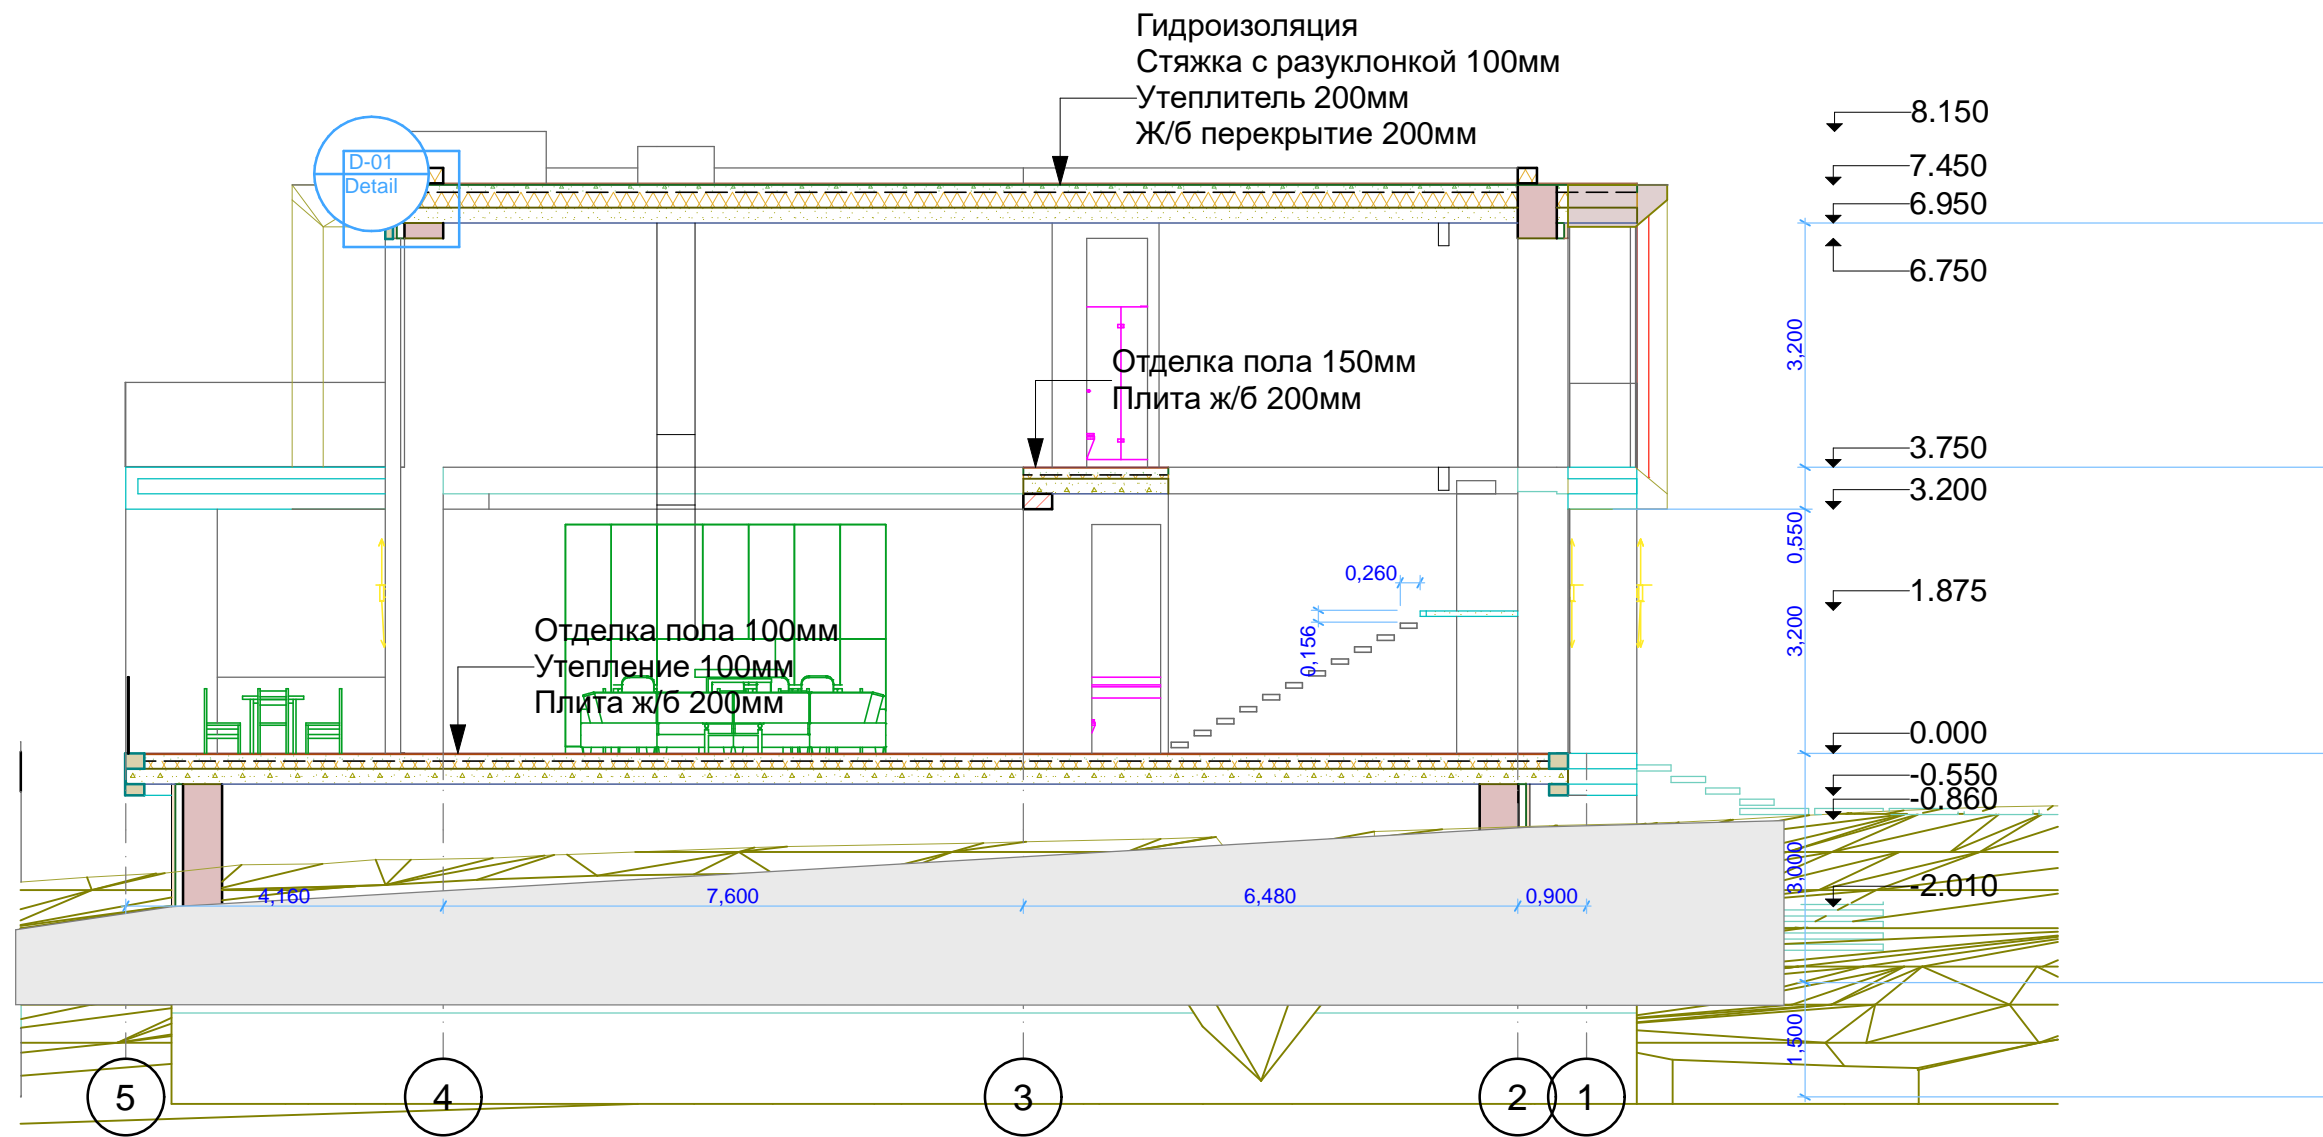 Гидроизоляция
Стяжка с разуклонкой 100мм
Утеплитель 200мм
Ж/б перекрытие 200мм
D-01
Detail
8.150
7.450
6.950
6.750
3,200
Отделка пола 150мм
Плита ж/б 200мм
3.750
3.200
0,550
0,260
0,156
1.875
3,200
Отделка пола 100мм
Утепление 100мм
Плита ж/б 200мм
0.000
-0.550
-0.860
3,000
-2.010
4,160
7,600
6,480
0,900
1,500
5
4
3
2
1